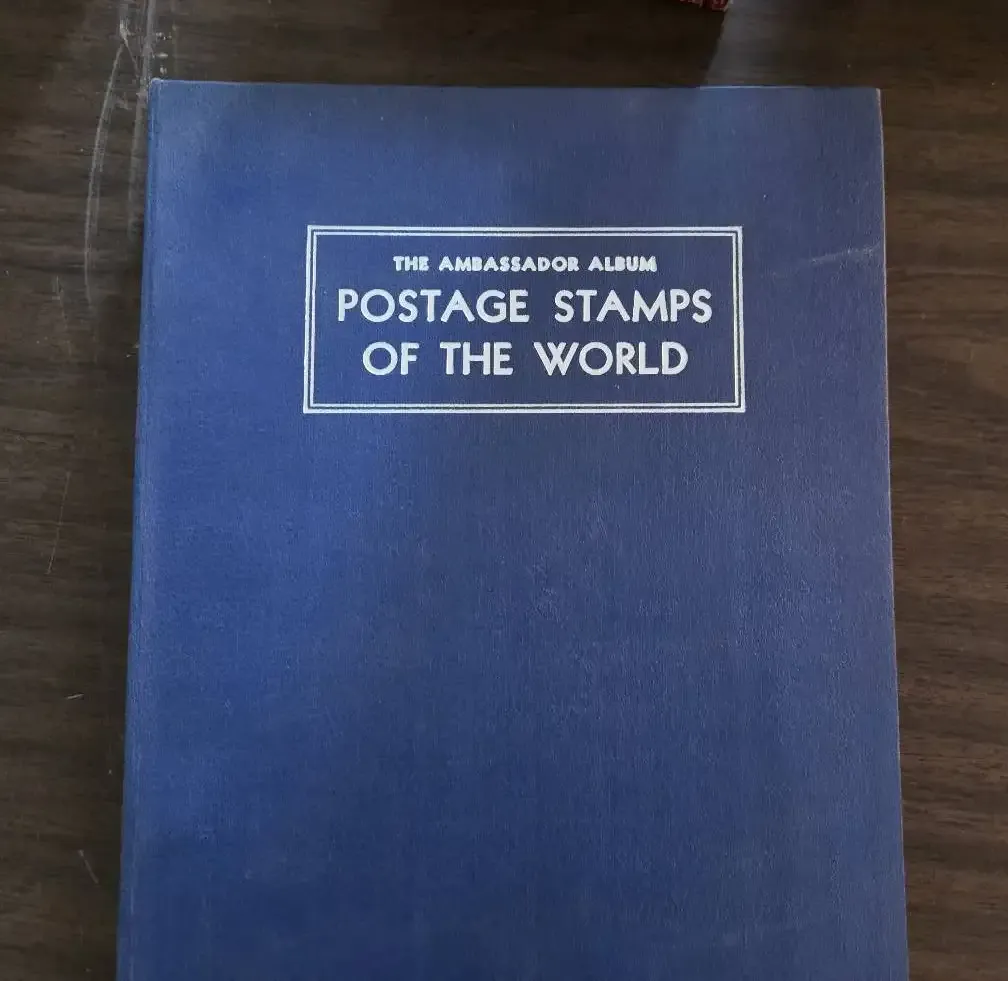 THE AMBASSADOR ALBUM
POSTAGE STAMPS
OF THE WORLD